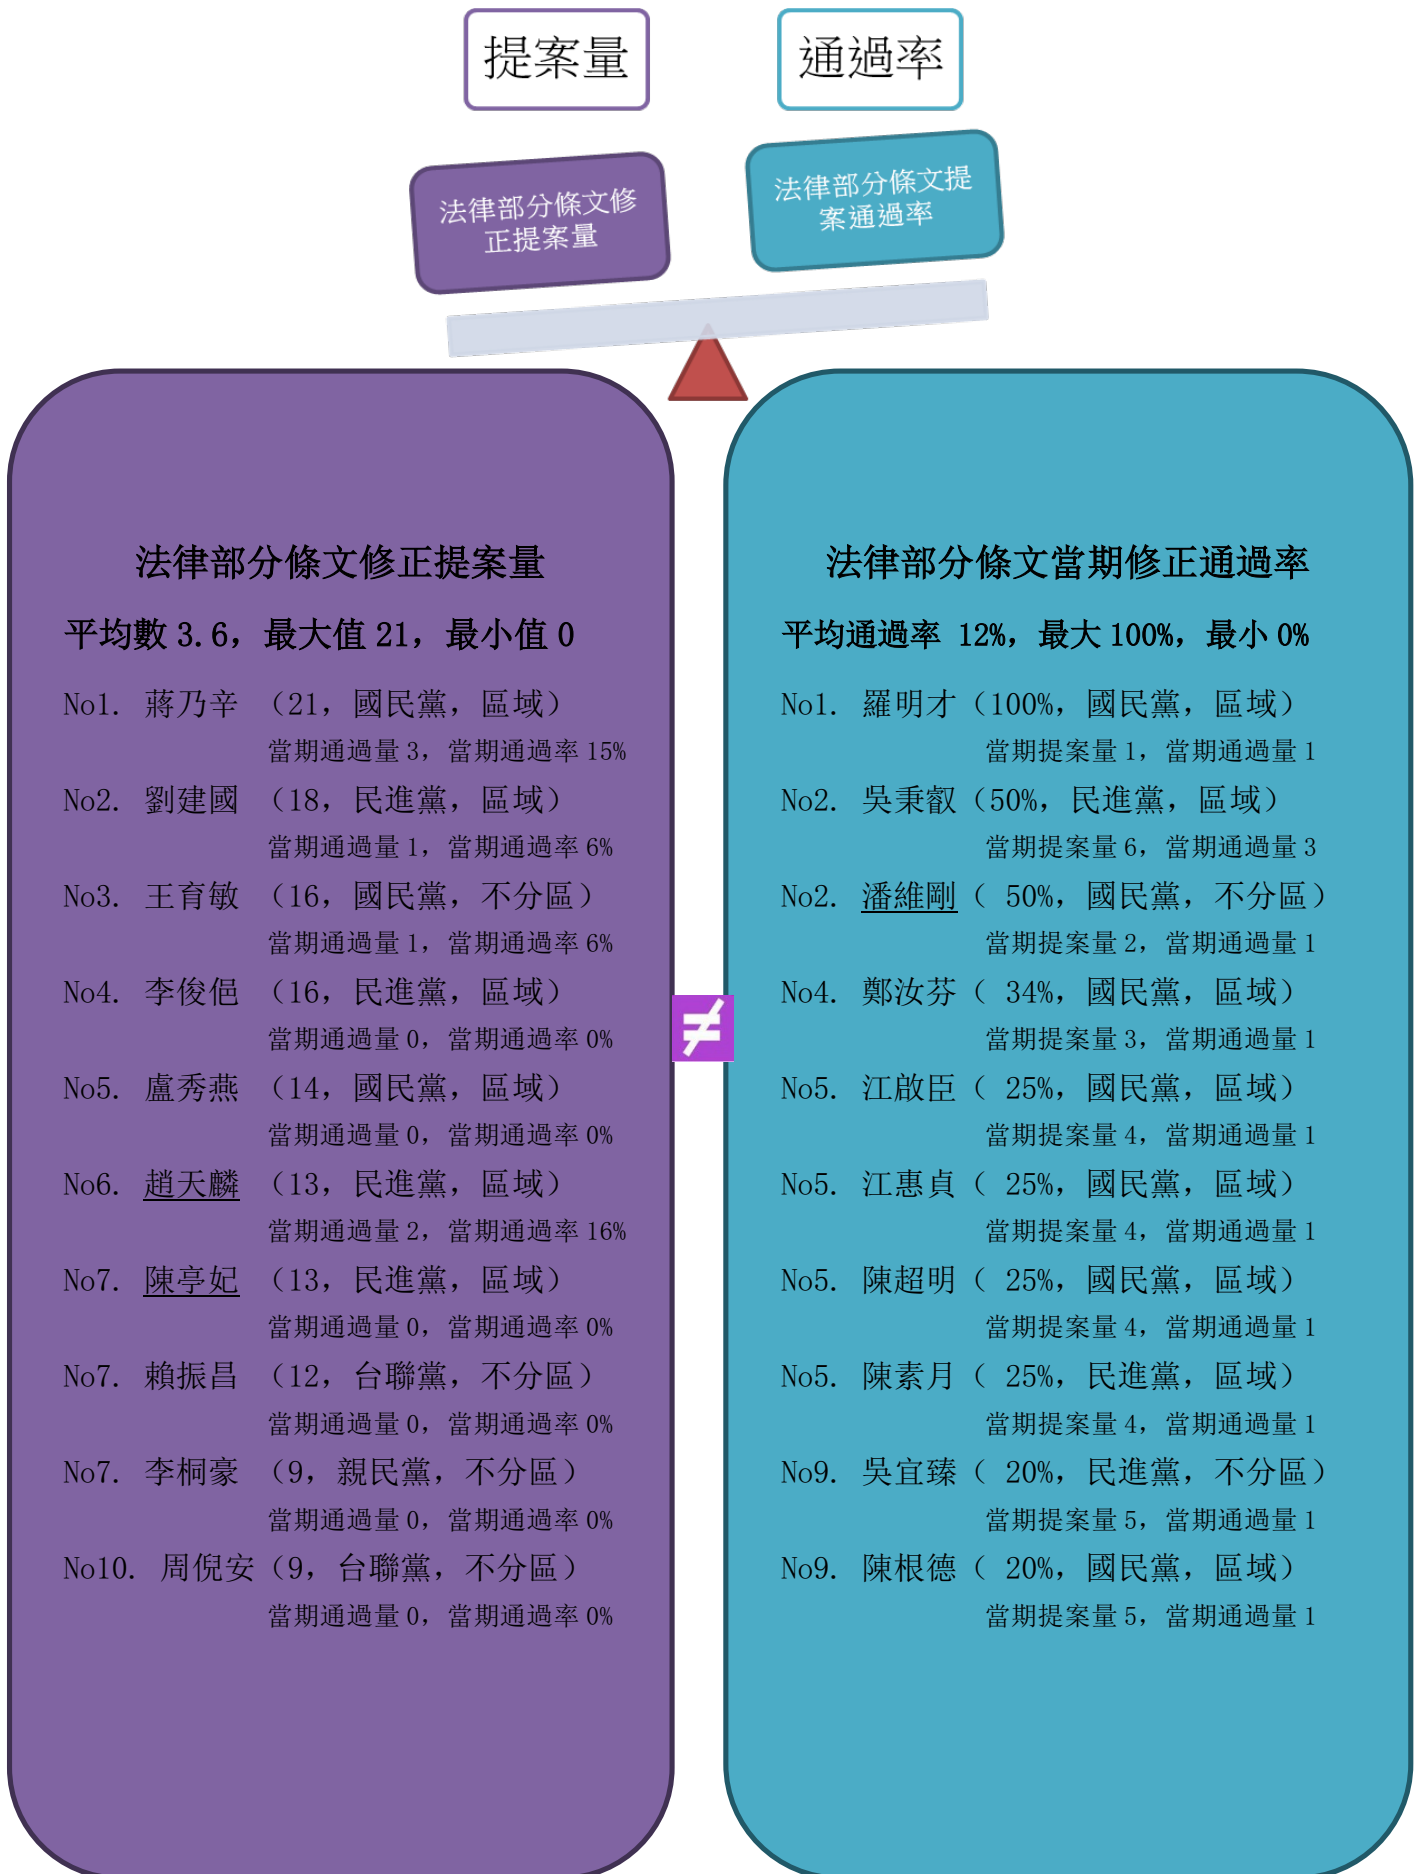 提案量
通過率
法律部分條文修
正提案量
法律部分條文提
案通過率
法律部分條文修正提案量
平均數 3.6，最大值 21，最小值 0
No1. 蔣乃辛 （21，國民黨，區域）
當期通過量 3，當期通過率 15%
No2. 劉建國 （18，民進黨，區域）
當期通過量 1，當期通過率 6%
No3. 王育敏 （16，國民黨，不分區）
當期通過量 1，當期通過率 6%
No4. 李俊俋 （16，民進黨，區域）
當期通過量 0，當期通過率 0%
No5. 盧秀燕 （14，國民黨，區域）
當期通過量 0，當期通過率 0%
No6. 趙天麟 （13，民進黨，區域）
當期通過量 2，當期通過率 16%
No7. 陳亭妃 （13，民進黨，區域）
當期通過量 0，當期通過率 0%
No7. 賴振昌 （12，台聯黨，不分區）
當期通過量 0，當期通過率 0%
No7. 李桐豪 （9，親民黨，不分區）
當期通過量 0，當期通過率 0%
No10. 周倪安（9，台聯黨，不分區）
當期通過量 0，當期通過率 0%
≠
法律部分條文當期修正通過率
平均通過率 12%，最大 100%，最小 0%
No1. 羅明才（100%，國民黨，區域）
當期提案量 1，當期通過量 1
No2. 吳秉叡（50%，民進黨，區域）
當期提案量 6，當期通過量 3
No2. 潘維剛（ 50%，國民黨，不分區）
當期提案量 2，當期通過量 1
No4. 鄭汝芬（ 34%，國民黨，區域）
當期提案量 3，當期通過量 1
No5. 江啟臣（ 25%，國民黨，區域）
當期提案量 4，當期通過量 1
No5. 江惠貞（ 25%，國民黨，區域）
當期提案量 4，當期通過量 1
No5. 陳超明（ 25%，國民黨，區域）
當期提案量 4，當期通過量 1
No5. 陳素月（ 25%，民進黨，區域）
當期提案量 4，當期通過量 1
No9. 吳宜臻（ 20%，民進黨，不分區）
當期提案量 5，當期通過量 1
No9. 陳根德（ 20%，國民黨，區域）
當期提案量 5，當期通過量 1